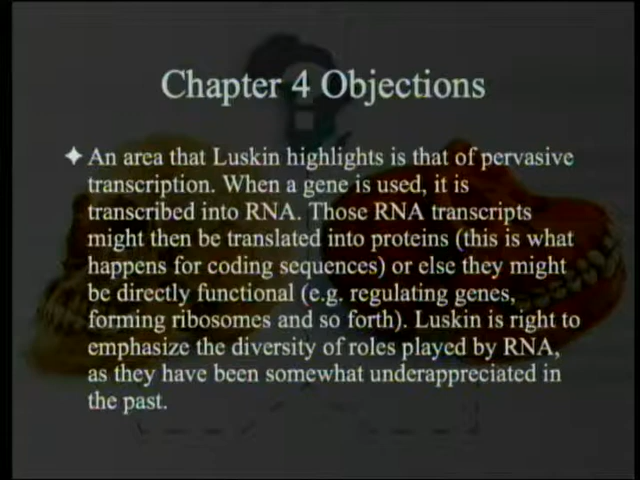 Chapter 4 Objections
An area that Luskin highlights is that of pervasive
transcription. When a gene is used, it is
transcribed into RNA. Those RNA transcripts
might then be translated into proteins (this is what
happens for coding sequences) or else they might
be directly functional (e.g. regulating genes,
forming ribosomes and so forth). Luskin is right to
emphasize the diversity of roles played by RNA,
as they have been somewhat underappreciated in
the past.